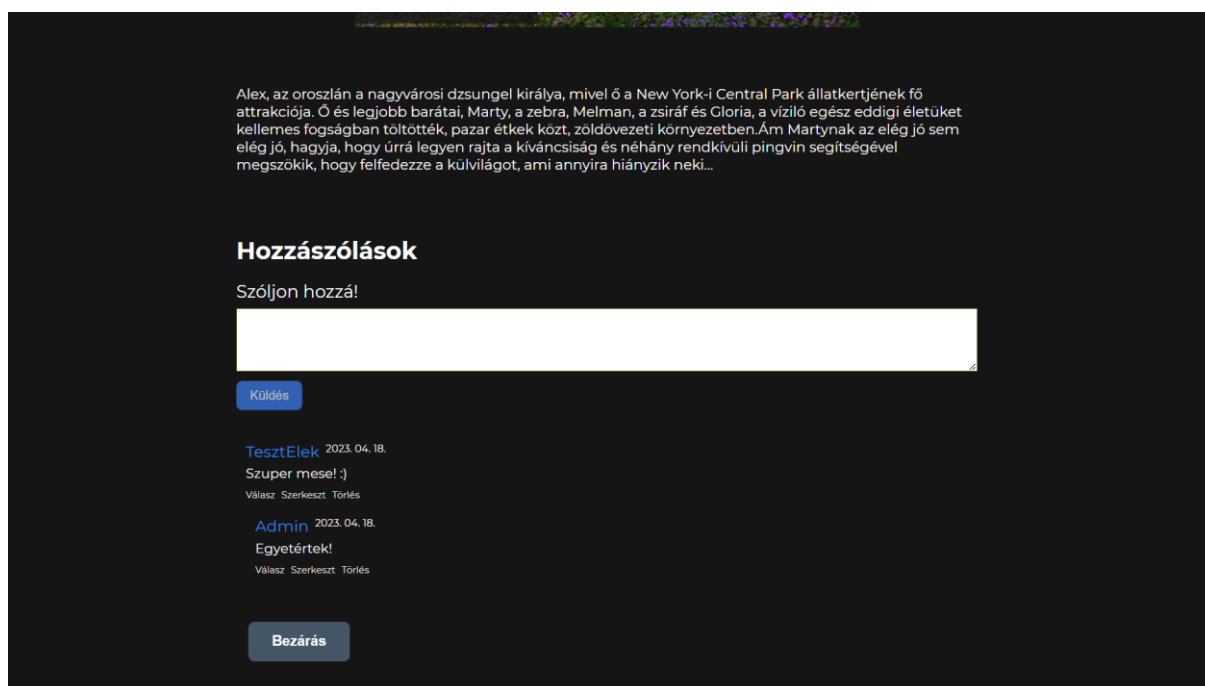 Alex, az oroszlán a nagyvárosi dzsungel királya, mivel ő a New York-i Central Park állatkertjének fő
attrakciója. Ő és legjobb barátai, Marty, a zebra, Melman, a zsiráf és Gloria, a víziló egész eddigi életüket
kellemes fogságban töltötték, pazar étkek közt, zöldövezeti környezetben.Ám Martynak az elég jó sem
elég jó, hagyja, hogy úrrá legyen rajta a kíváncsiság és néhány rendkívüli pingvin segítségével
megszökik, hogy felfedezze a külvilágot, ami annyira hiányzik neki...
Hozzászólások
Szóljon hozzá!
Küldés
TesztElek 2023. 04. 18.
Szuper mese! :)
Válasz Szerkeszt Törlés
Admin 2023. 04. 18.
Egyetértek!
Válasz Szerkeszt Törlés
Bezárás